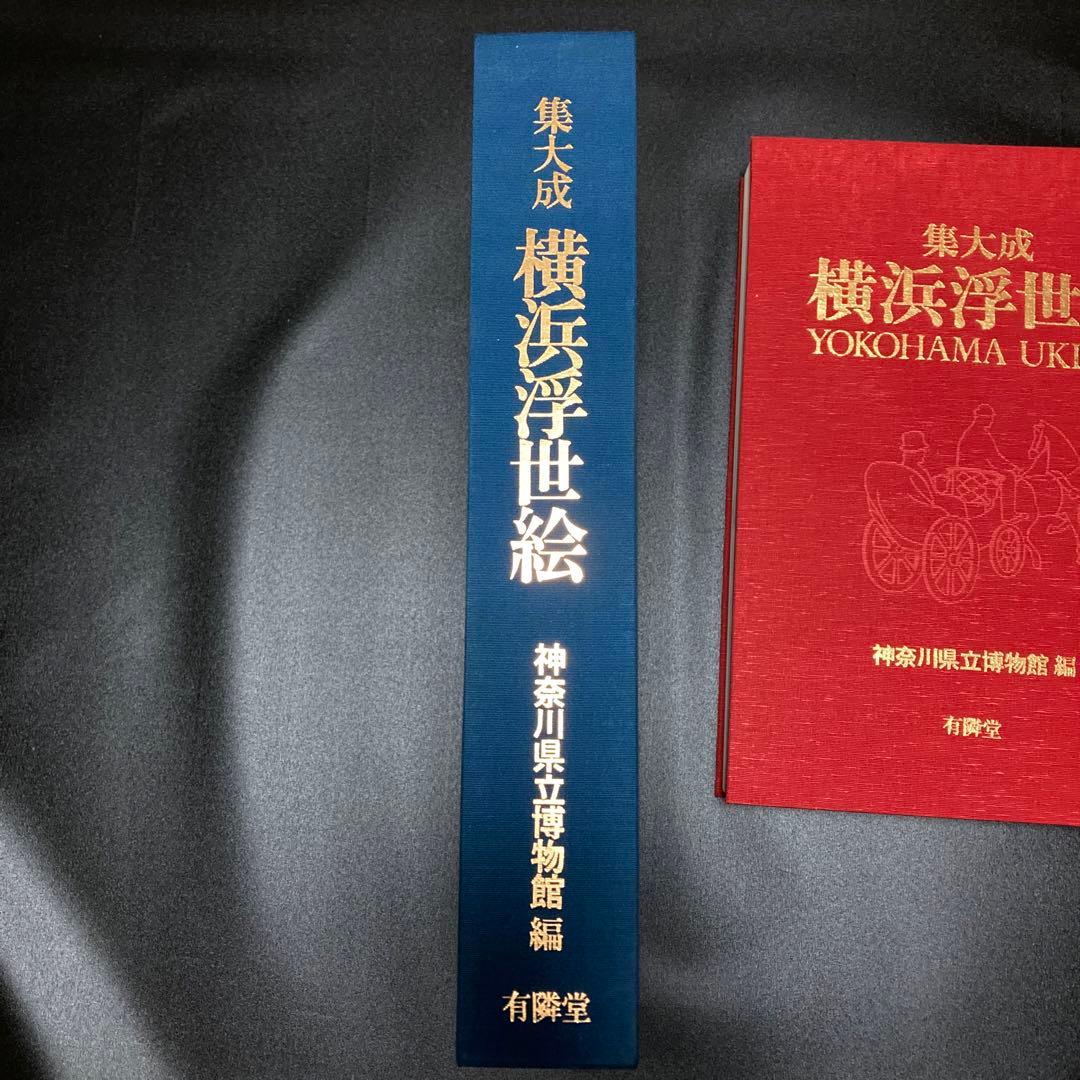 集大成
横浜浮世絵
神奈川県立博物館 編
有隣堂
集大成
横浜浮世
YOKOHAMA UKI
神奈川県立博物館 編
有隣堂